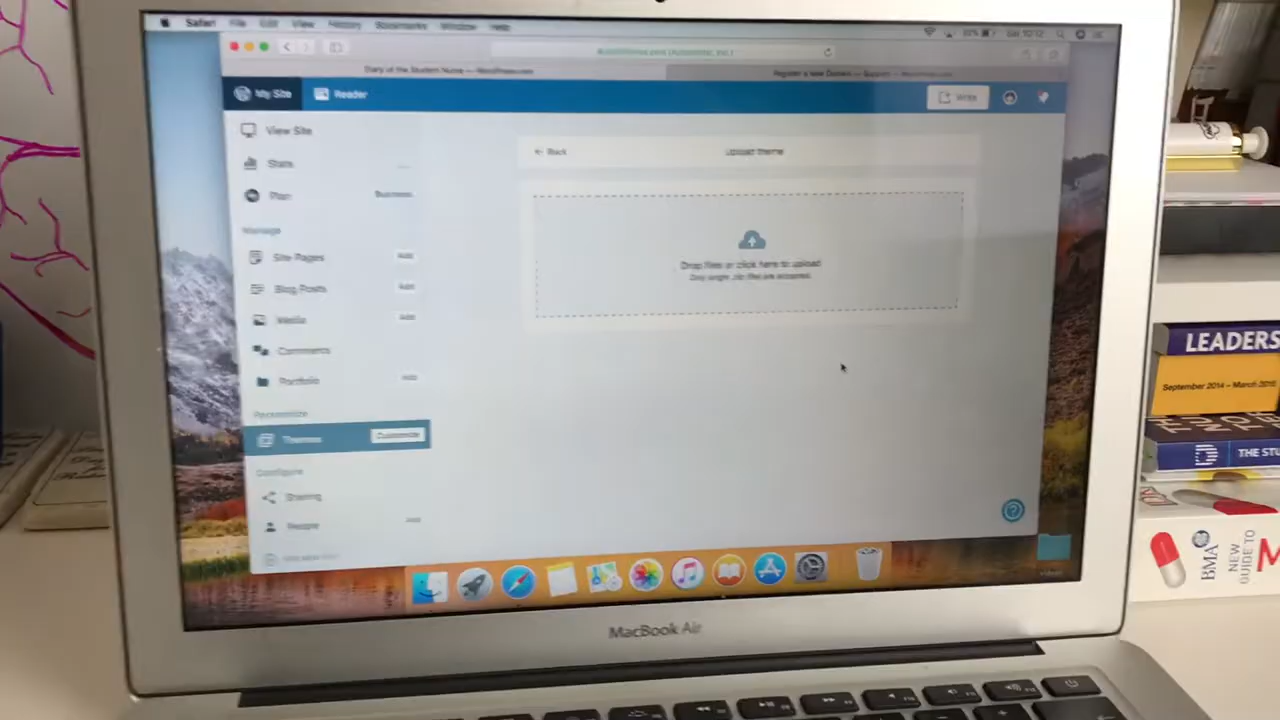 Safari File Edit View History Bookmarks Window Help
Diary of the Student Nurse — WordPress.com
Register a New Domain — Support — WordPress.com
My Site
Reader
Write
View Site
Stats
Plan
Business
Back
Upload theme
Manage
Site Pages
Add
Blog Posts
Add
Media
Add
Comments
Portfolio
Add
Drop files or click here to upload
Only single .zip files are accepted.
Personalize
Themes
Customize
Configure
Sharing
People
Add
MacBook Air
LEADERS
September 2014 – March 2015
THE STU
BMA
NEW
GUIDE TO
M